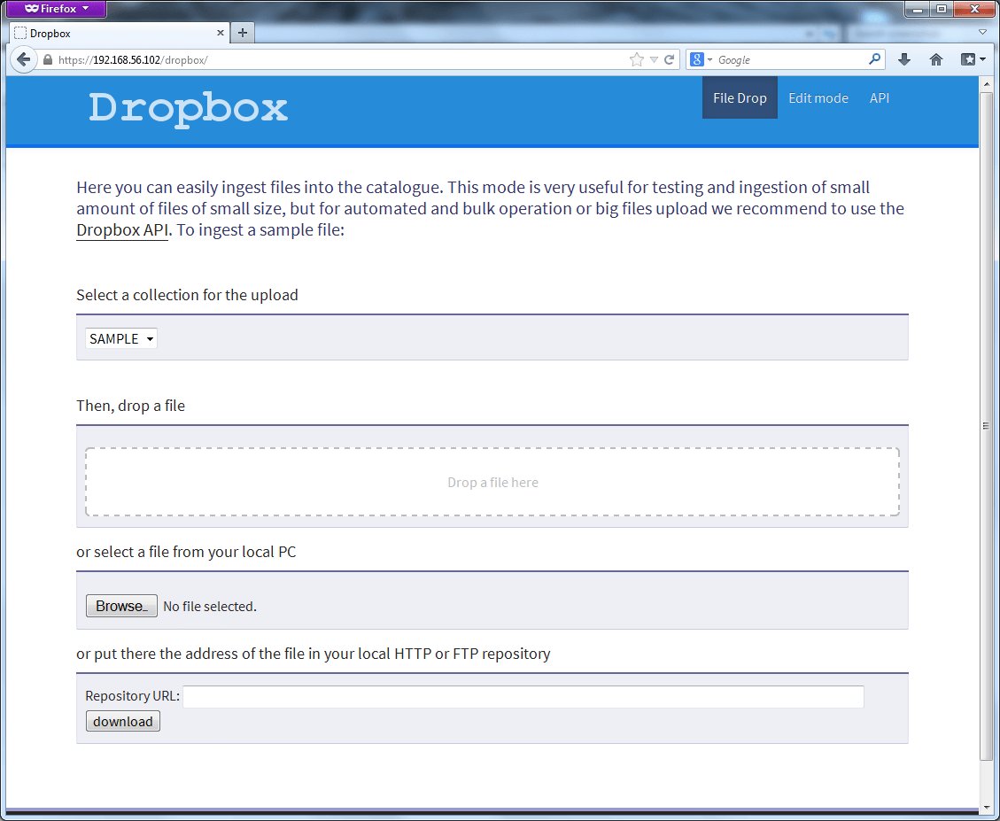 Firefox
Dropbox
https://192.168.56.102/dropbox/
Google
Dropbox
File Drop
Edit mode
API
Here you can easily ingest files into the catalogue. This mode is very useful for testing and ingestion of small
amount of files of small size, but for automated and bulk operation or big files upload we recommend to use the
Dropbox API. To ingest a sample file:
Select a collection for the upload
SAMPLE
Then, drop a file
Drop a file here
or select a file from your local PC
Browse_ No file selected.
or put there the address of the file in your local HTTP or FTP repository
Repository URL:
download